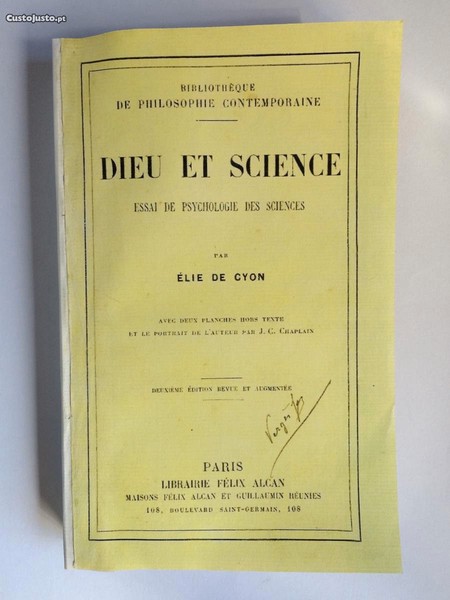 CustoJusto.pt
BIBLIOTHÈQUE
DE PHILOSOPHIE CONTEMPORAINE
DIEU ET SCIENCE
ESSAI DE PSYCHOLOGIE DES SCIENCES
PAR
ÉLIE DE CYON
AVEC DEUX PLANCHES HORS TEXTE
ET LE PORTRAIT DE L'AUTEUR PAR J. C. CHAPLAIN
DEUXIÈME ÉDITION REVUE ET AUGMENTÉE
PARIS
LIBRAIRIE FÉLIX ALCAN
MAISONS FÉLIX ALCAN ET GUILLAUMIN RÉUNIES
108, BOULEVARD SAINT-GERMAIN, 108